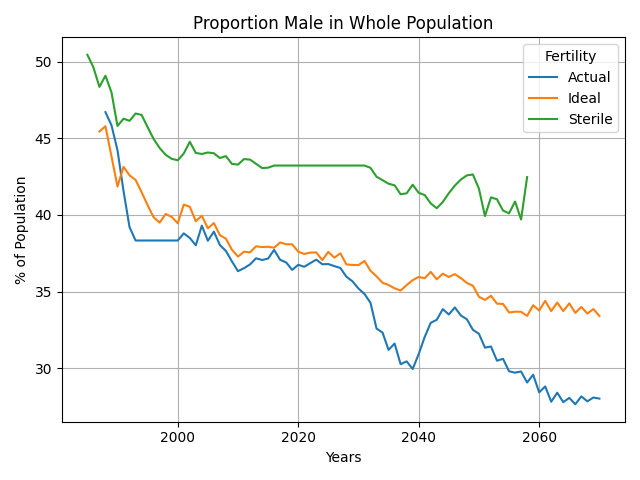 Proportion Male in Whole Population
Fertility
Actual
Ideal
Sterile
% of Population
50
45
40
35
30
2000
2020
2040
2060
Years